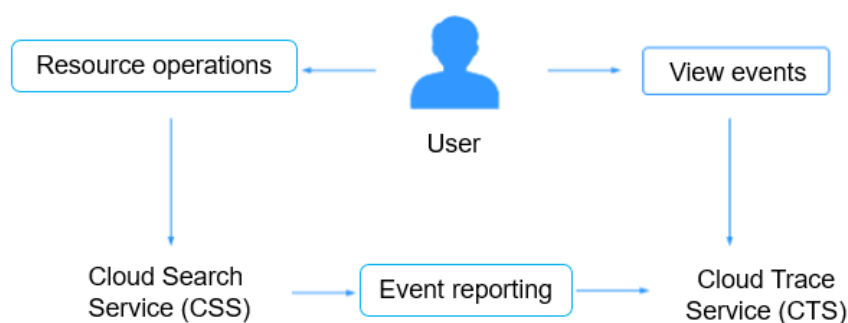 Resource operations
View events
User
Cloud Search
Service (CSS)
Event reporting
Cloud Trace
Service (CTS)